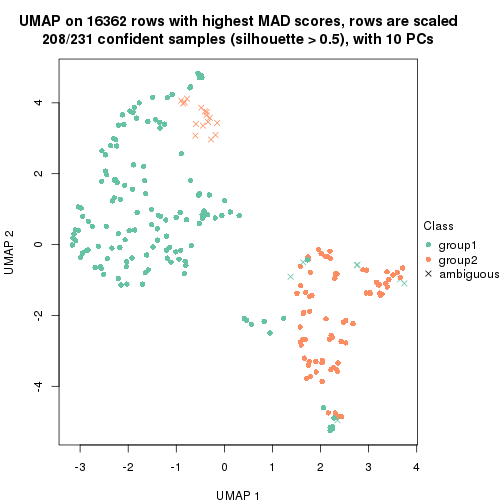 UMAP on 16362 rows with highest MAD scores, rows are scaled
208/231 confident samples (silhouette > 0.5), with 10 PCs
4
2
0
-2
-4
UMAP 2
-3 -2 -1 0 1 2 3 4
UMAP 1
Class
group1
group2
ambiguous